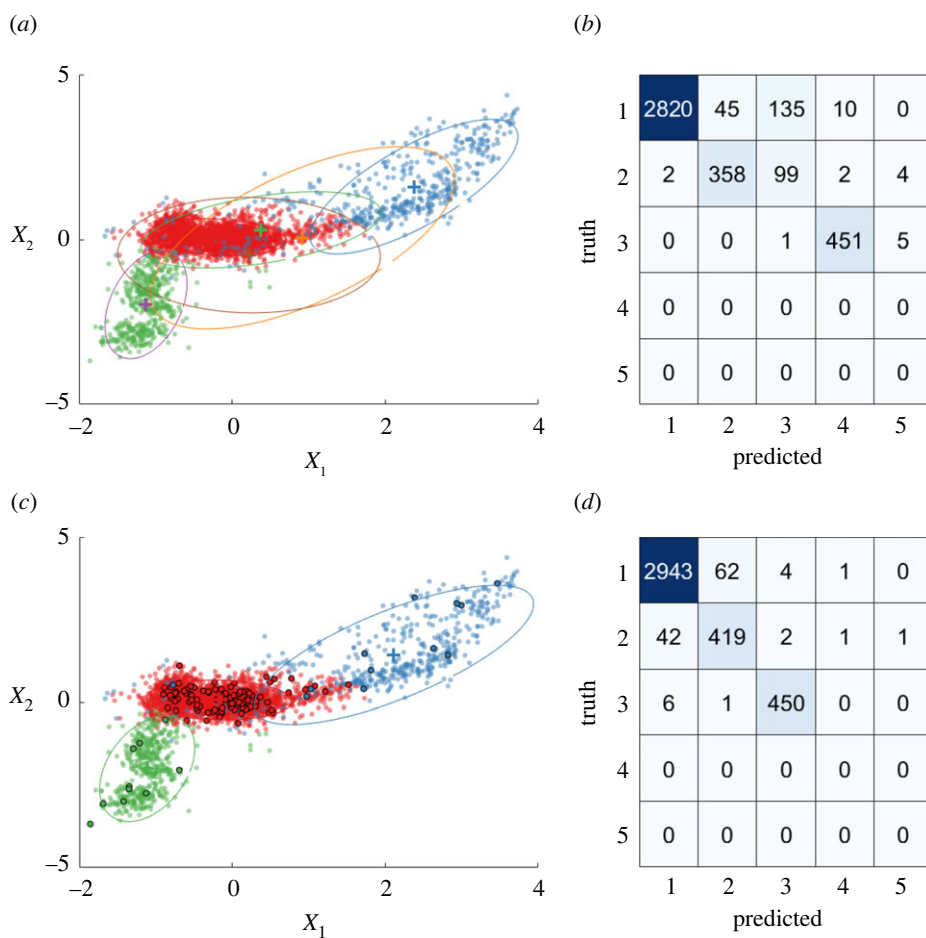 (a)
5
X2
0
–5
–2
0
2
4
X1
(b)
truth
1 2820 45 135 10 0
2 2 358 99 2 4
3 0 0 1 451 5
4 0 0 0 0 0
5 0 0 0 0 0
1 2 3 4 5
predicted
(c)
5
X2
0
–5
–2
0
2
4
X1
(d)
truth
1 2943 62 4 1 0
2 42 419 2 1 1
3 6 1 450 0 0
4 0 0 0 0 0
5 0 0 0 0 0
1 2 3 4 5
predicted